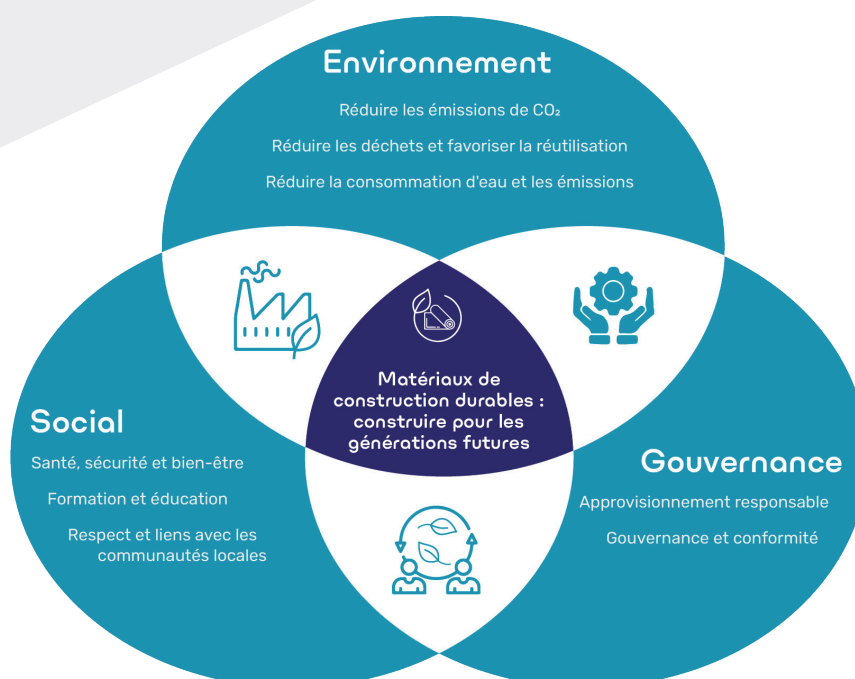 Environnement
Réduire les émissions de CO₂
Réduire les déchets et favoriser la réutilisation
Réduire la consommation d'eau et les émissions
Matériaux de
construction durables :
construire pour les
générations futures
Social
Santé, sécurité et bien-être
Formation et éducation
Respect et liens avec les
communautés locales
Gouvernance
Approvisionnement responsable
Gouvernance et conformité